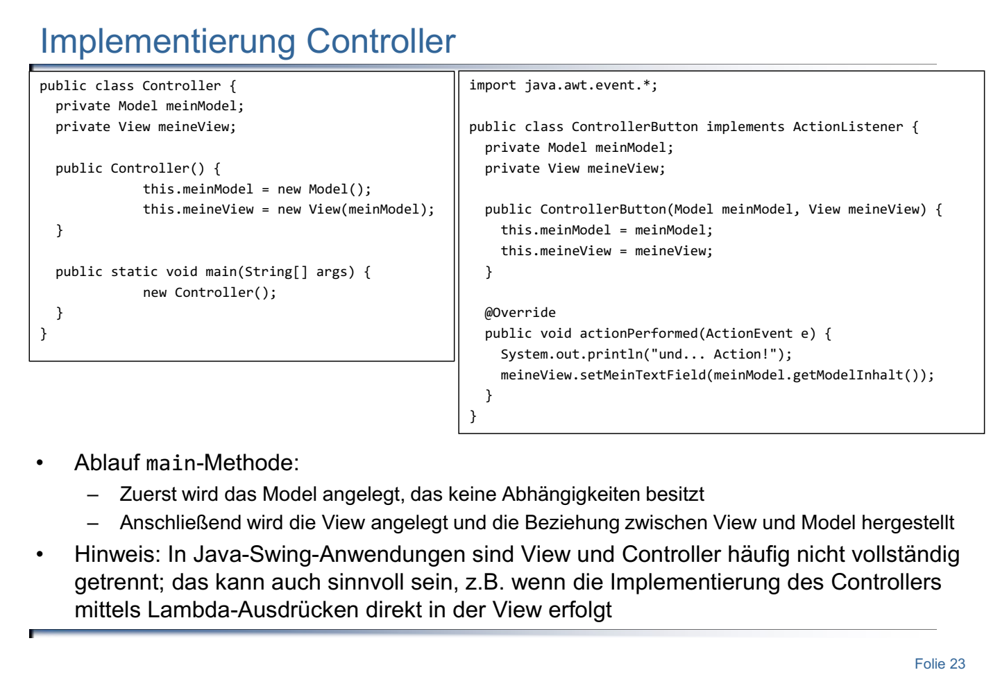 Implementierung Controller
public class Controller {
  private Model meinModel;
  private View meineView;

  public Controller() {
             this.meinModel = new Model();
             this.meineView = new View(meinModel);
  }

  public static void main(String[] args) {
             new Controller();
  }
}
import java.awt.event.*;

public class ControllerButton implements ActionListener {
  private Model meinModel;
  private View meineView;

  public ControllerButton(Model meinModel, View meineView) {
    this.meinModel = meinModel;
    this.meineView = meineView;
  }

  @Override
  public void actionPerformed(ActionEvent e) {
    System.out.println("und... Action!");
    meineView.setMeinTextField(meinModel.getModelInhalt());
  }
}
• Ablauf main-Methode:
– Zuerst wird das Model angelegt, das keine Abhängigkeiten besitzt
– Anschließend wird die View angelegt und die Beziehung zwischen View und Model hergestellt
• Hinweis: In Java-Swing-Anwendungen sind View und Controller häufig nicht vollständig
getrennt; das kann auch sinnvoll sein, z.B. wenn die Implementierung des Controllers
mittels Lambda-Ausdrücken direkt in der View erfolgt
Folie 23